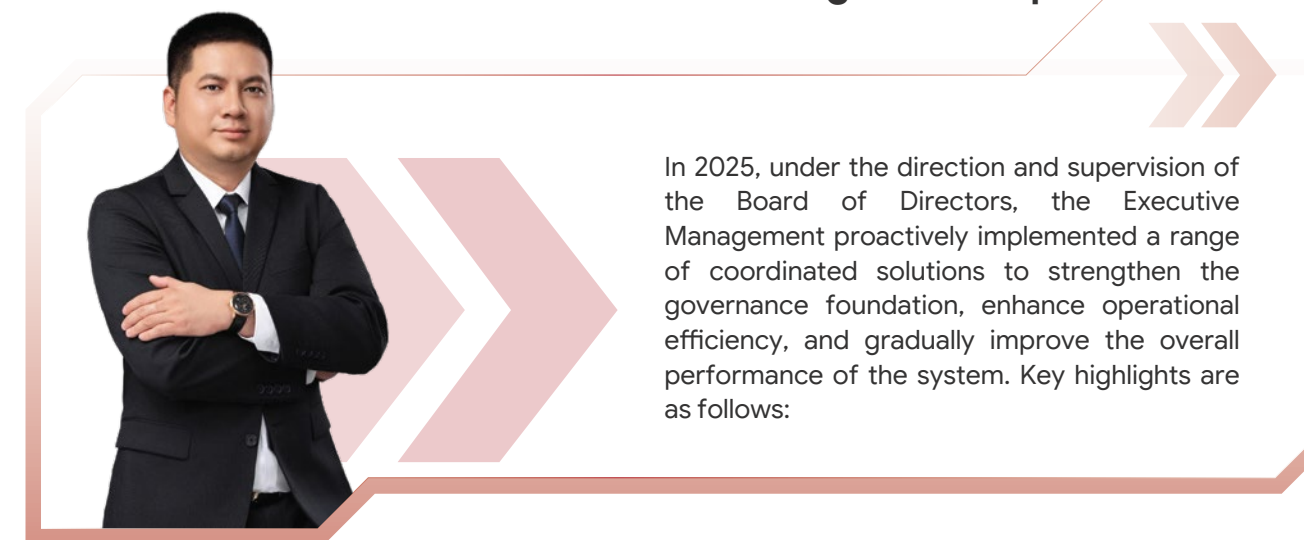 In 2025, under the direction and supervision of
the Board of Directors, the Executive
Management proactively implemented a range
of coordinated solutions to strengthen the
governance foundation, enhance operational
efficiency, and gradually improve the overall
performance of the system. Key highlights are
as follows: